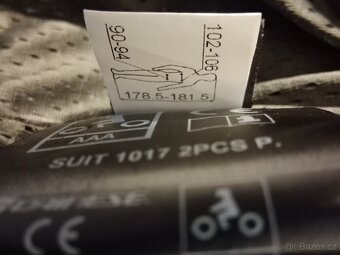 102-106
90-94
178.5-181.5
AAA
SUIT 1017 2PCS P.
CE
Bazos.cz